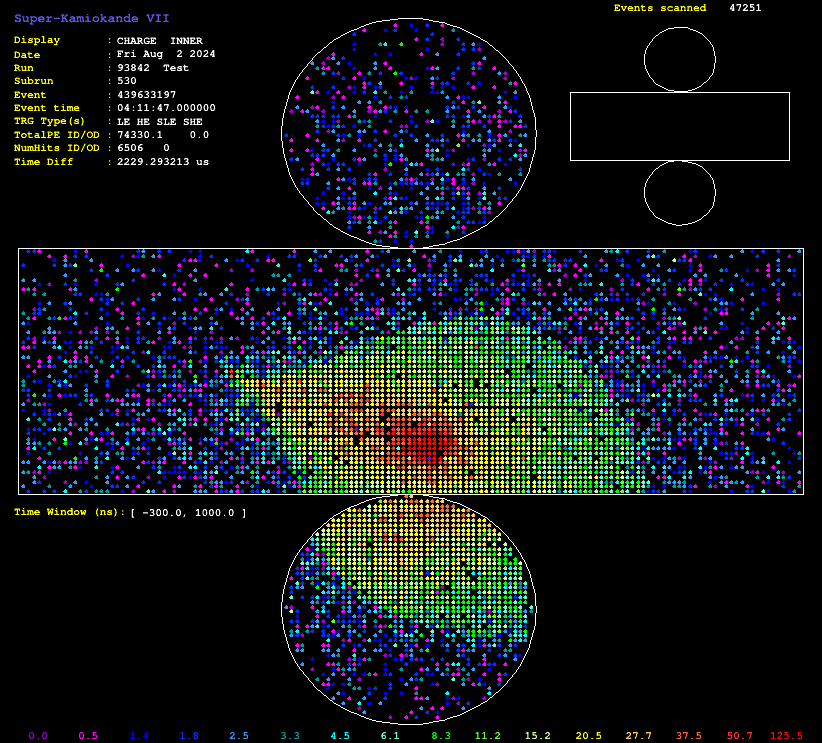 Super-Kamiokande VII
Events scanned 47251
Display : CHARGE INNER
Date : Fri Aug 2 2024
Run : 93842 Test
Subrun : 530
Event : 439633197
Event time : 04:11:47.000000
TRG Type(s) : LE HE SLE SHE
TotalPE ID/OD : 74330.1 0.0
NumHits ID/OD : 6506 0
Time Diff : 2229.293213 us
Time Window (ns): [ -300.0, 1000.0 ]
0.0 0.5 1.4 1.8 2.5 3.3 4.5 6.1 8.3 11.2 15.2 20.5 27.7 37.5 50.7 125.5